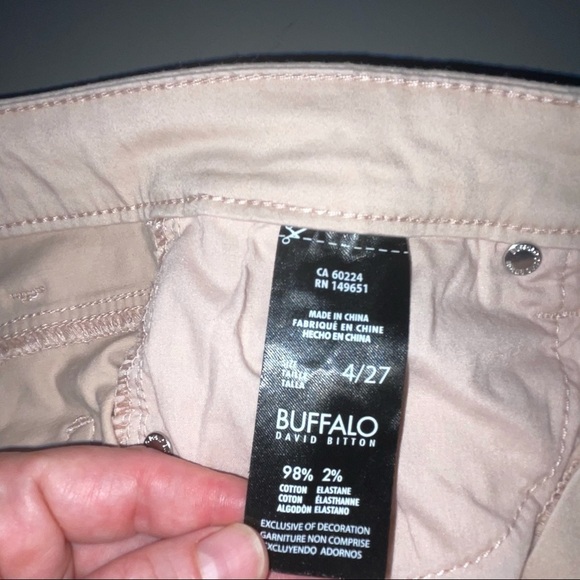 CA 60224
RN 149651
MADE IN CHINA
FABRIQUÉ EN CHINE
HECHO EN CHINA
SIZE
TAILLE
TALLA
4/27
BUFFALO
DAVID BITTON
98% 2%
COTTON ELASTANE
COTON ÉLASTHANNE
ALGODÓN ELASTANO
EXCLUSIVE OF DECORATION
GARNITURE NON COMPRISE
EXCLUYENDO ADORNOS